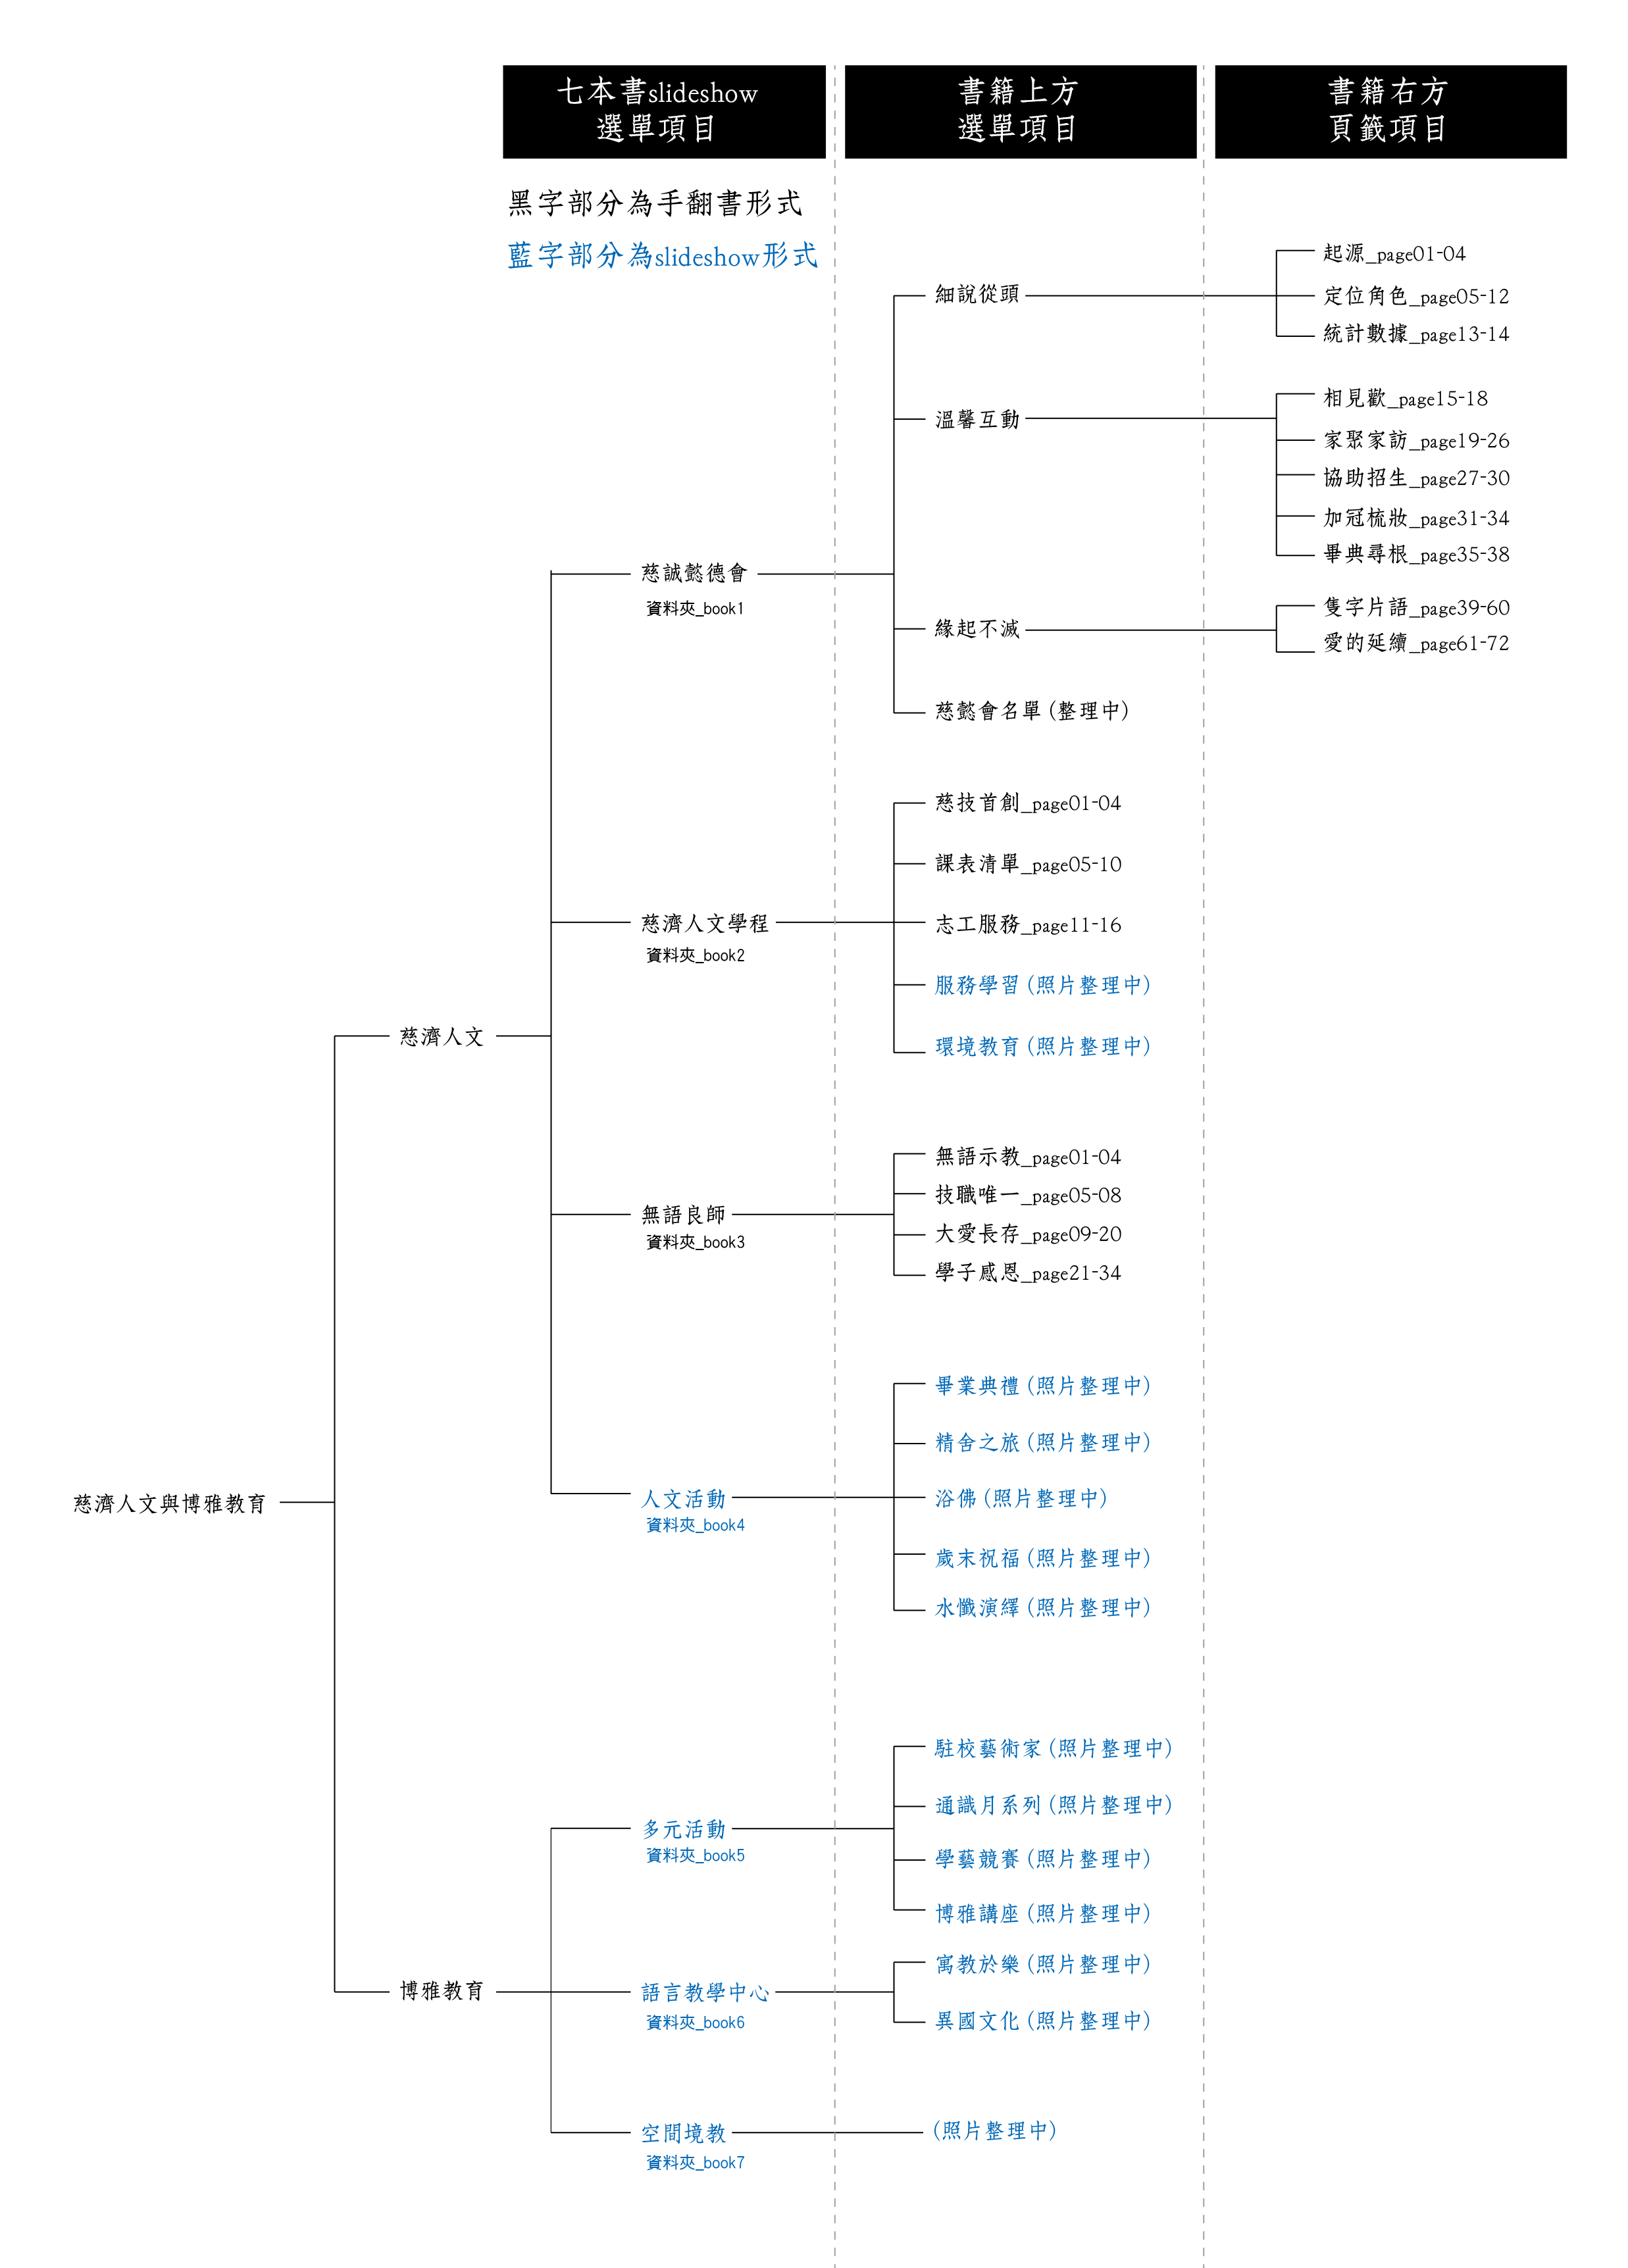 七本書slideshow
選單項目
書籍上方
選單項目
書籍右方
頁籤項目
黑字部分為手翻書形式
藍字部分為slideshow形式
慈濟人文與博雅教育
慈濟人文
慈誠懿德會
資料夾_book1
細說從頭
起源_page01-04
定位角色_page05-12
統計數據_page13-14
溫馨互動
相見歡_page15-18
家聚家訪_page19-26
協助招生_page27-30
加冠梳妝_page31-34
畢典尋根_page35-38
緣起不滅
隻字片語_page39-60
愛的延續_page61-72
慈懿會名單(整理中)
慈濟人文學程
資料夾_book2
慈技首創_page01-04
課表清單_page05-10
志工服務_page11-16
服務學習(照片整理中)
環境教育(照片整理中)
無語良師
資料夾_book3
無語示教_page01-04
技職唯一_page05-08
大愛長存_page09-20
學子感恩_page21-34
人文活動
資料夾_book4
畢業典禮(照片整理中)
精舍之旅(照片整理中)
浴佛(照片整理中)
歲末祝福(照片整理中)
水懺演繹(照片整理中)
博雅教育
多元活動
資料夾_book5
駐校藝術家(照片整理中)
通識月系列(照片整理中)
學藝競賽(照片整理中)
博雅講座(照片整理中)
語言教學中心
資料夾_book6
寓教於樂(照片整理中)
異國文化(照片整理中)
空間境教
資料夾_book7
(照片整理中)